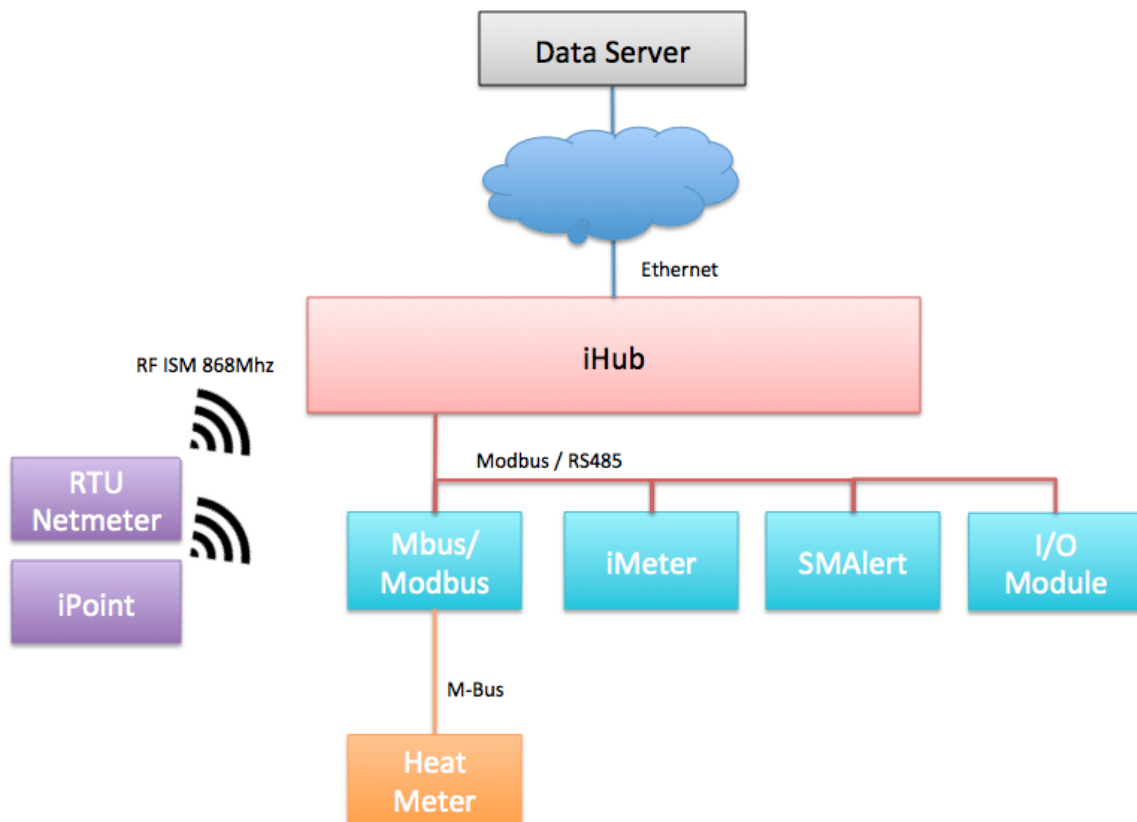 Data Server
Ethernet
iHub
RF ISM 868Mhz
Modbus / RS485
RTU
Netmeter
iPoint
Mbus/
Modbus
iMeter
SMAlert
I/O
Module
M-Bus
Heat
Meter